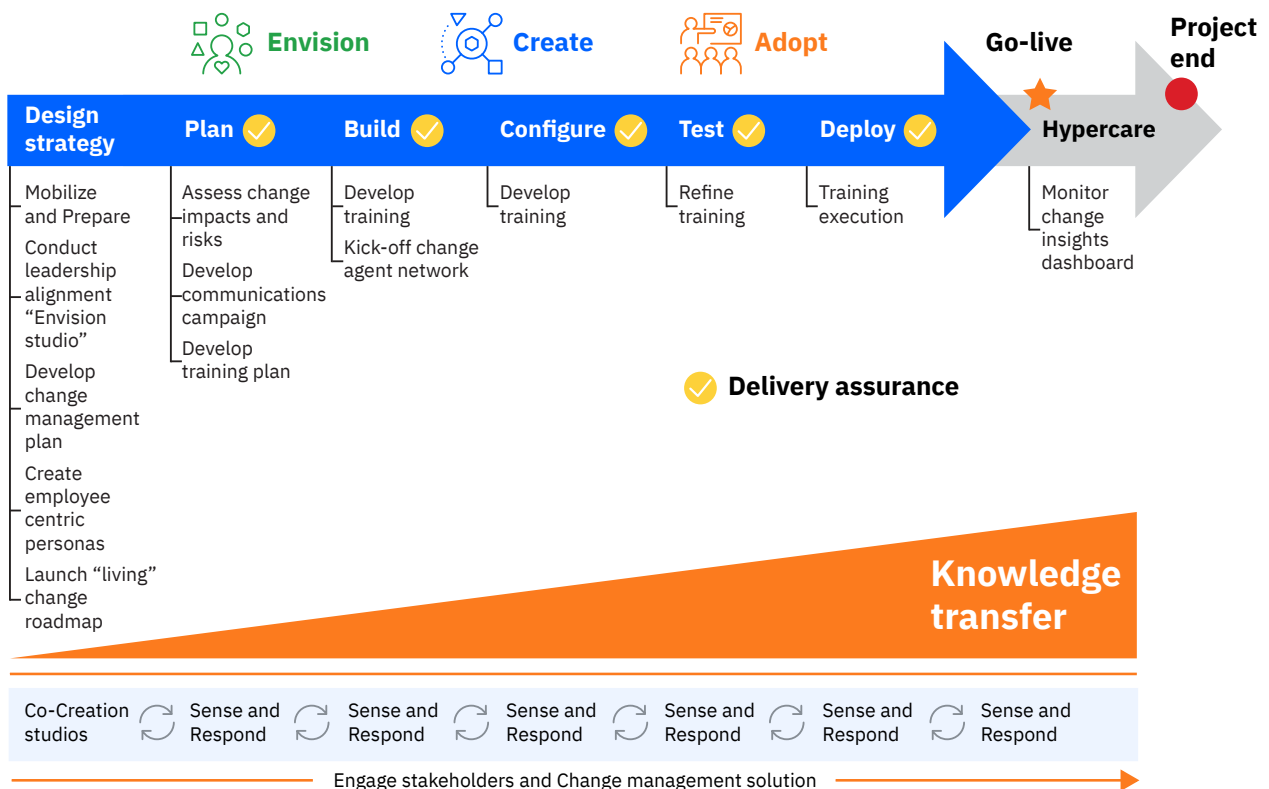 Envision
Create
Adopt
Go-live
Project
end
Design
strategy
Plan
Build
Configure
Test
Deploy
Hypercare
Mobilize
and Prepare
Conduct
leadership
alignment
“Envision
studio”
Develop
change
management
plan
Create
employee
centric
personas
Launch “living”
change
roadmap
Assess change
impacts and
risks
Develop
communications
campaign
Develop
training plan
Develop
training
Kick-off change
agent network
Develop
training
Refine
training
Training
execution
Monitor
change
insights
dashboard
Delivery assurance
Knowledge
transfer
Co-Creation
studios
Sense and
Respond
Sense and
Respond
Sense and
Respond
Sense and
Respond
Sense and
Respond
Sense and
Respond
Engage stakeholders and Change management solution